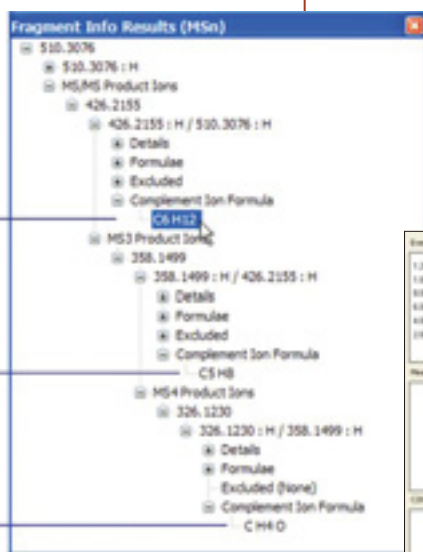 Fragment Info Results (MSn)
510.3076
510.3076 : H
MS/MS Product Ions
426.2155
426.2155 : H / 510.3076 : H
Details
Formulae
Excluded
Complement Ion Formula
C6 H12
MS3 Product Ions
358.1499
358.1499 : H / 426.2155 : H
Details
Formulae
Excluded
Complement Ion Formula
C5 H8
MS4 Product Ions
326.1230
326.1230 : H / 358.1499 : H
Details
Formulae
Excluded (None)
Complement Ion Formula
C H4 O